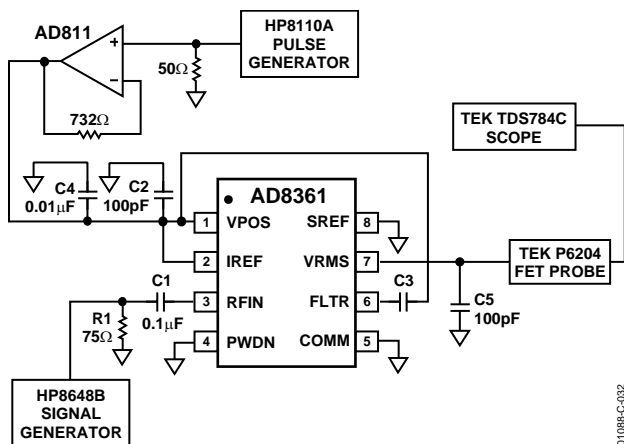 AD811
+
–
HP8110A
PULSE
GENERATOR
50Ω
732Ω
TEK TDS784C
SCOPE
C4
0.01μF
C2
100pF
AD8361
1 VPOS
SREF 8
2 IREF
VRMS 7
TEK P6204
FET PROBE
C1
0.1μF
3 RFIN
FLTR 6
C3
C5
100pF
R1
75Ω
4 PWDN
COMM 5
HP8648B
SIGNAL
GENERATOR
01088-C-032